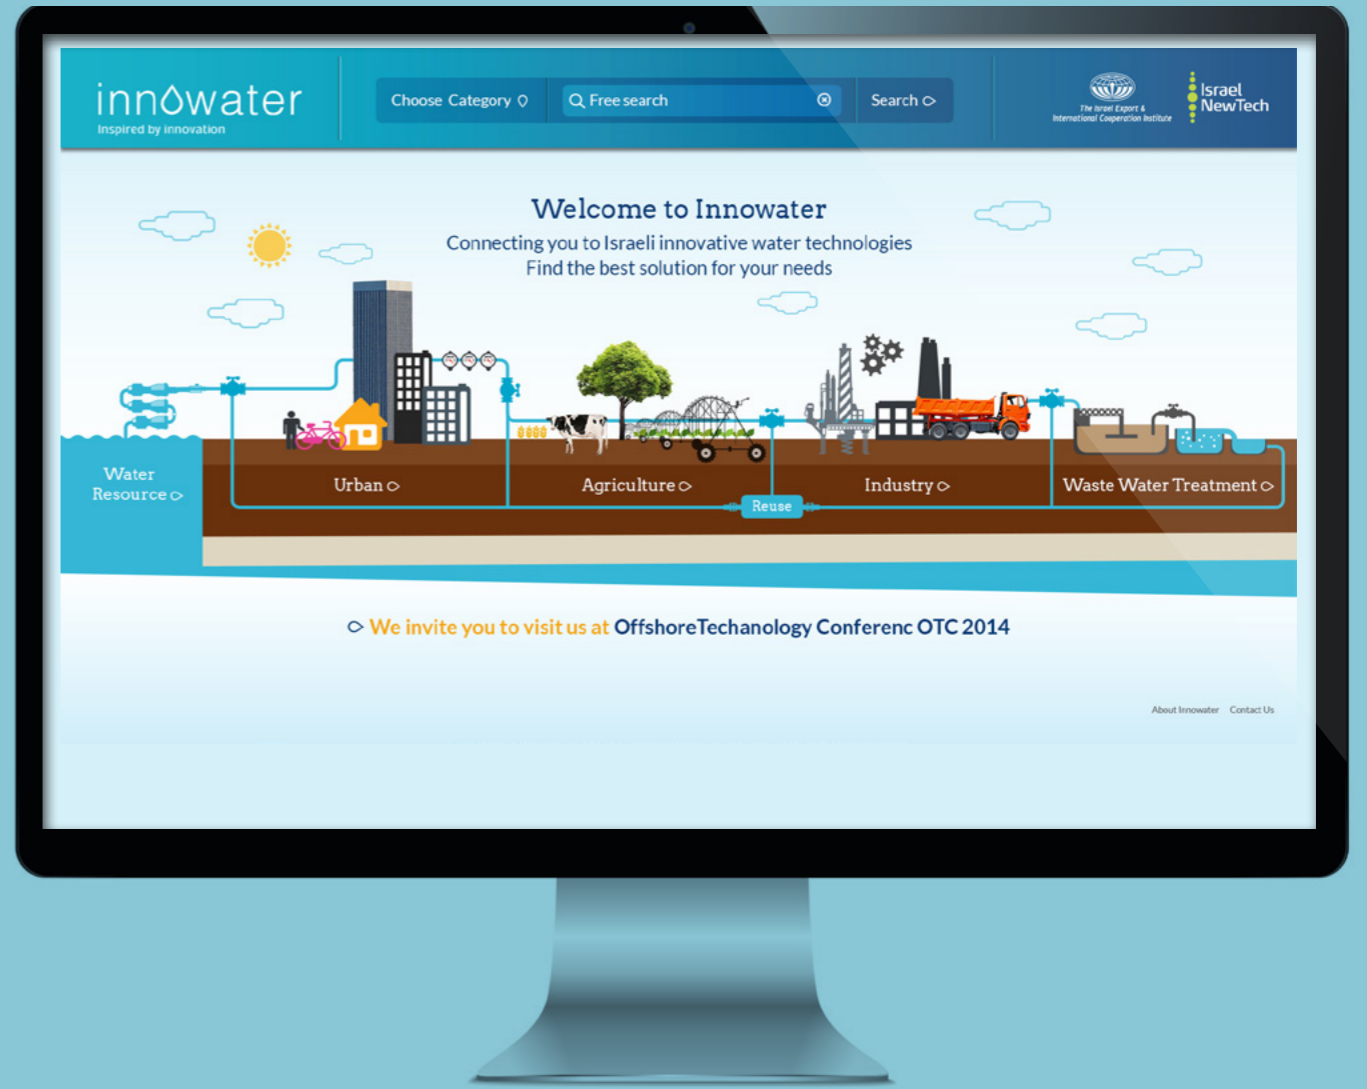 innowater
Inspired by innovation
Choose Category
Free search
Search
The Israel Export &
International Cooperation Institute
Israel
NewTech
Welcome to Innowater
Connecting you to Israeli innovative water technologies
Find the best solution for your needs
Water
Resource
Urban
Agriculture
Industry
Waste Water Treatment
Reuse
We invite you to visit us at OffshoreTechanology Conferenc OTC 2014
About Innowater Contact Us